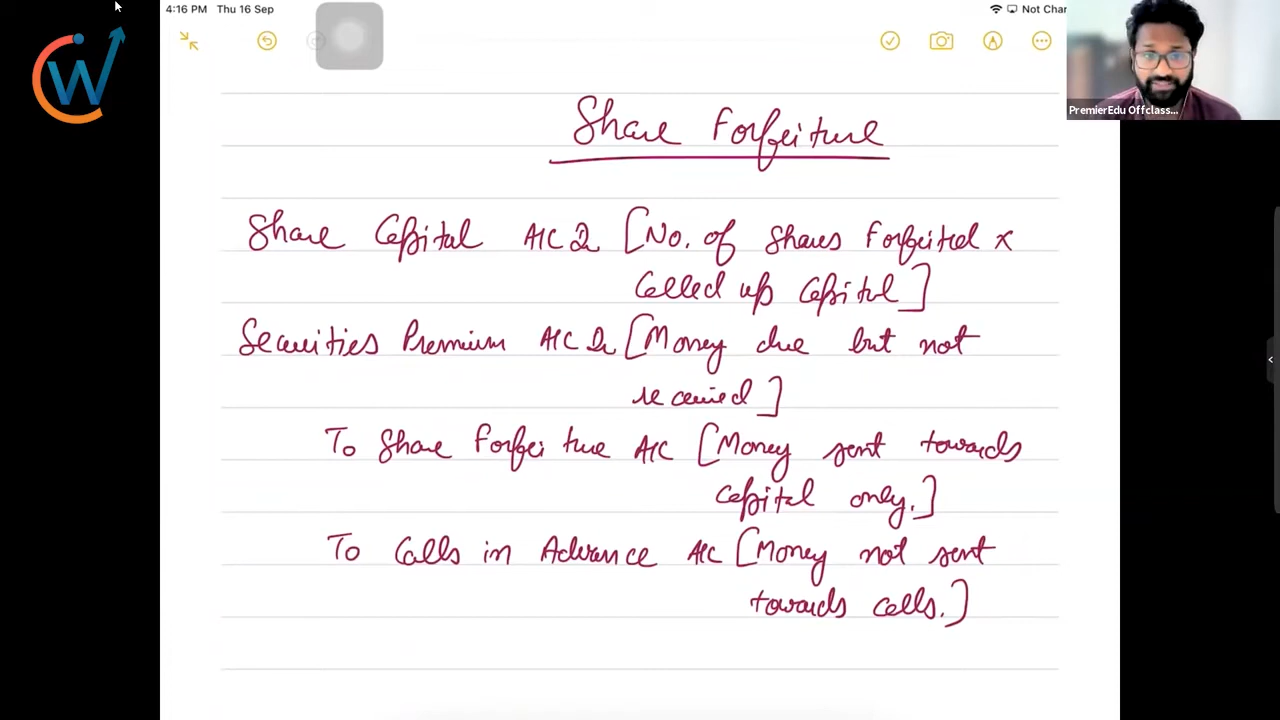 4:16 PM Thu 16 Sep
Not Char
PremierEdu Offclass...
W
Share Forfeiture
Share Capital A/C Dr [No. of Shares Forfeited x
Called up Capital]
Securities Premium A/C Dr [Money due but not
received]
To Share Forfeiture A/C [Money sent towards
capital only.]
To Calls in Advance A/C [Money not sent
towards calls.]